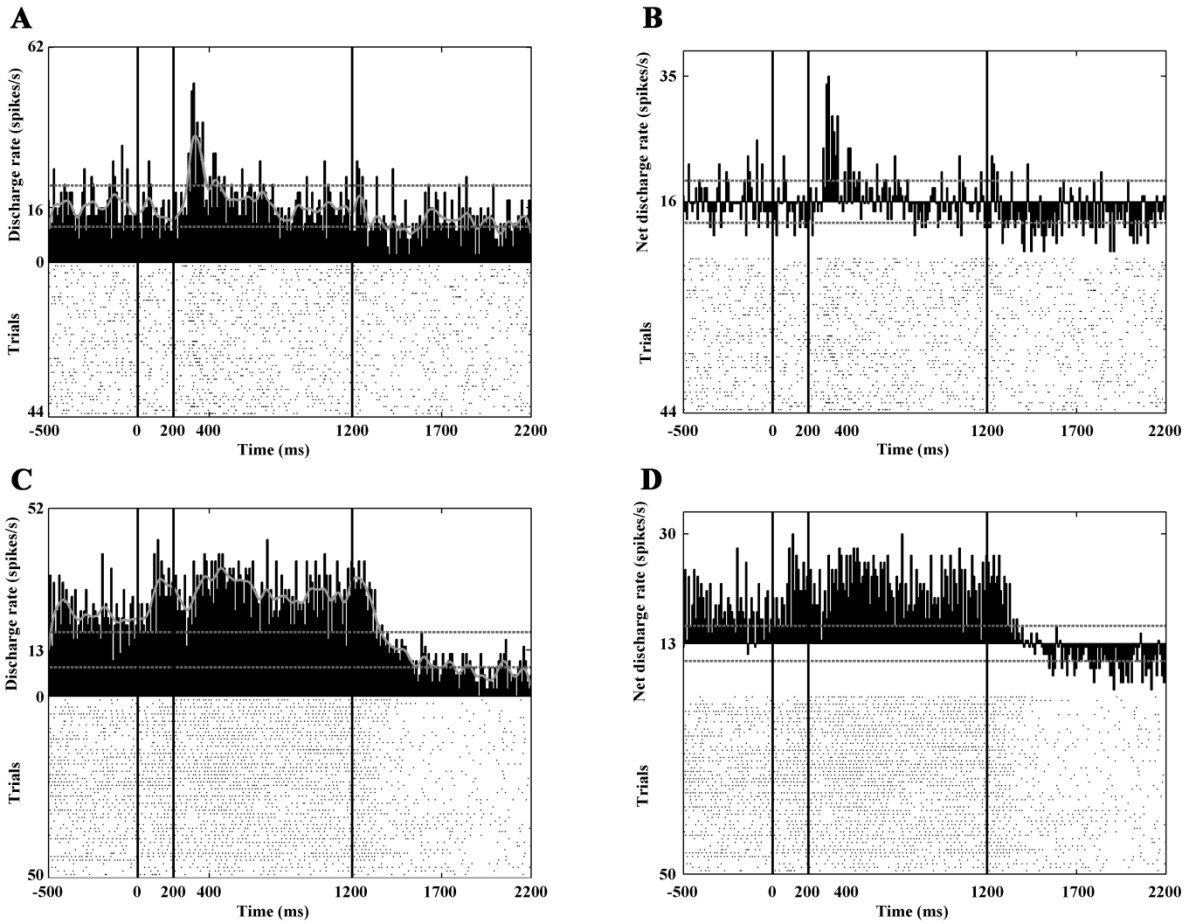 A
62
16
0
Discharge rate (spikes/s)
Trials
44
-500 0 200 400 1200 1700 2200
Time (ms)
B
35
16
Net discharge rate (spikes/s)
Trials
44
-500 0 200 400 1200 1700 2200
Time (ms)
C
52
13
0
Discharge rate (spikes/s)
Trials
50
-500 0 200 400 1200 1700 2200
Time (ms)
D
30
13
Net discharge rate (spikes/s)
Trials
50
-500 0 200 400 1200 1700 2200
Time (ms)